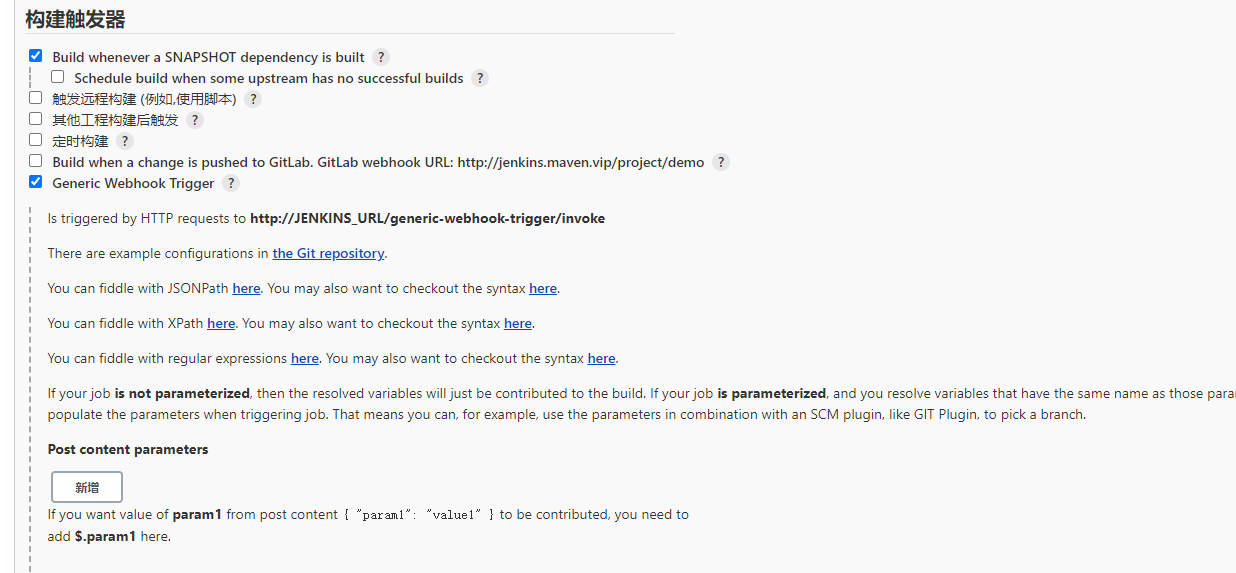 构建触发器
Build whenever a SNAPSHOT dependency is built ?
Schedule build when some upstream has no successful builds ?
触发远程构建 (例如,使用脚本) ?
其他工程构建后触发 ?
定时构建 ?
Build when a change is pushed to GitLab. GitLab webhook URL: http://jenkins.maven.vip/project/demo ?
Generic Webhook Trigger ?
Is triggered by HTTP requests to http://JENKINS_URL/generic-webhook-trigger/invoke
There are example configurations in the Git repository.
You can fiddle with JSONPath here. You may also want to checkout the syntax here.
You can fiddle with XPath here. You may also want to checkout the syntax here.
You can fiddle with regular expressions here. You may also want to checkout the syntax here.
If your job is not parameterized, then the resolved variables will just be contributed to the build. If your job is parameterized, and you resolve variables that have the same name as those
populate the parameters when triggering job. That means you can, for example, use the parameters in combination with an SCM plugin, like GIT Plugin, to pick a branch.
Post content parameters
新增
If you want value of param1 from post content { "param1": "value1" } to be contributed, you need to
add $.param1 here.